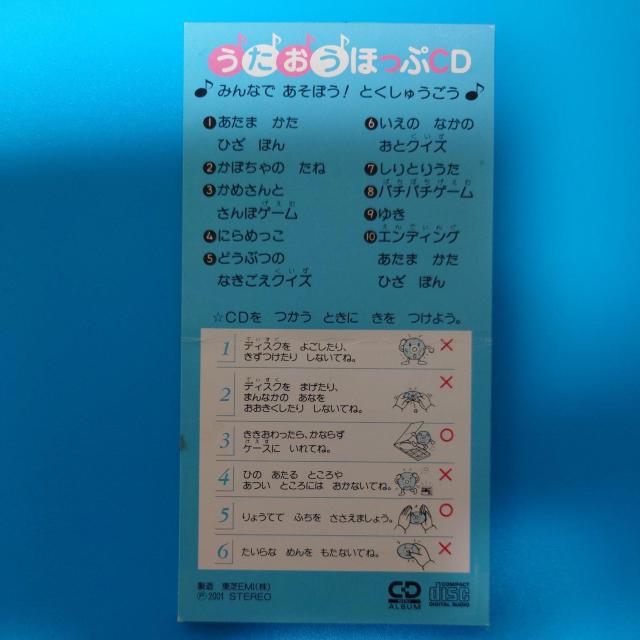 うたおうほっぷCD
♪みんなで あそぼう! とくしゅうごう♪
❶あたま かた
ひざ ぽん
❷かぼちゃの たね
❸かめさんと
さんぽゲーム
❹にらめっこ
❺どうぶつの
なきごえクイズ
❻いえの なかの
おとクイズ
❼しりとりうた
❽パチパチゲーム
❾ゆき
❿エンディング
あたま かた
ひざ ぽん
☆CDを つかう ときに きを つけよう。
1 ディスクを よごしたり、
きずつけたり しないでね。 ×
2 ディスクを まげたり、
まんなかの あなを
おおきくしたり しないでね。 ×
3 ききおわったら、かならず
ケースに いれてね。 ○
4 ひの あたる ところや
あつい ところには おかないでね。 ×
5 りょうてで ふちを ささえましょう。 ○
6 たいらな めんを もたないでね。 ×
製造 東芝EMI(株)
Ⓟ2001 STEREO
CD
ALBUM
COMPACT
disc
DIGITAL AUDIO